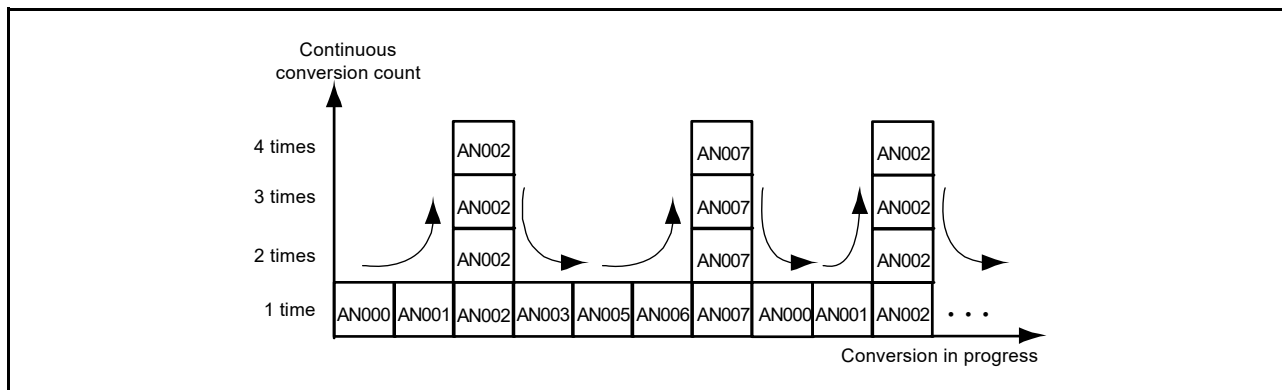 Continuous
conversion count
4 times
AN002 AN007 AN002
3 times
AN002 AN007 AN002
2 times
AN002 AN007 AN002
1 time
AN000 AN001 AN002 AN003 AN005 AN006 AN007 AN000 AN001 AN002 · · ·
Conversion in progress